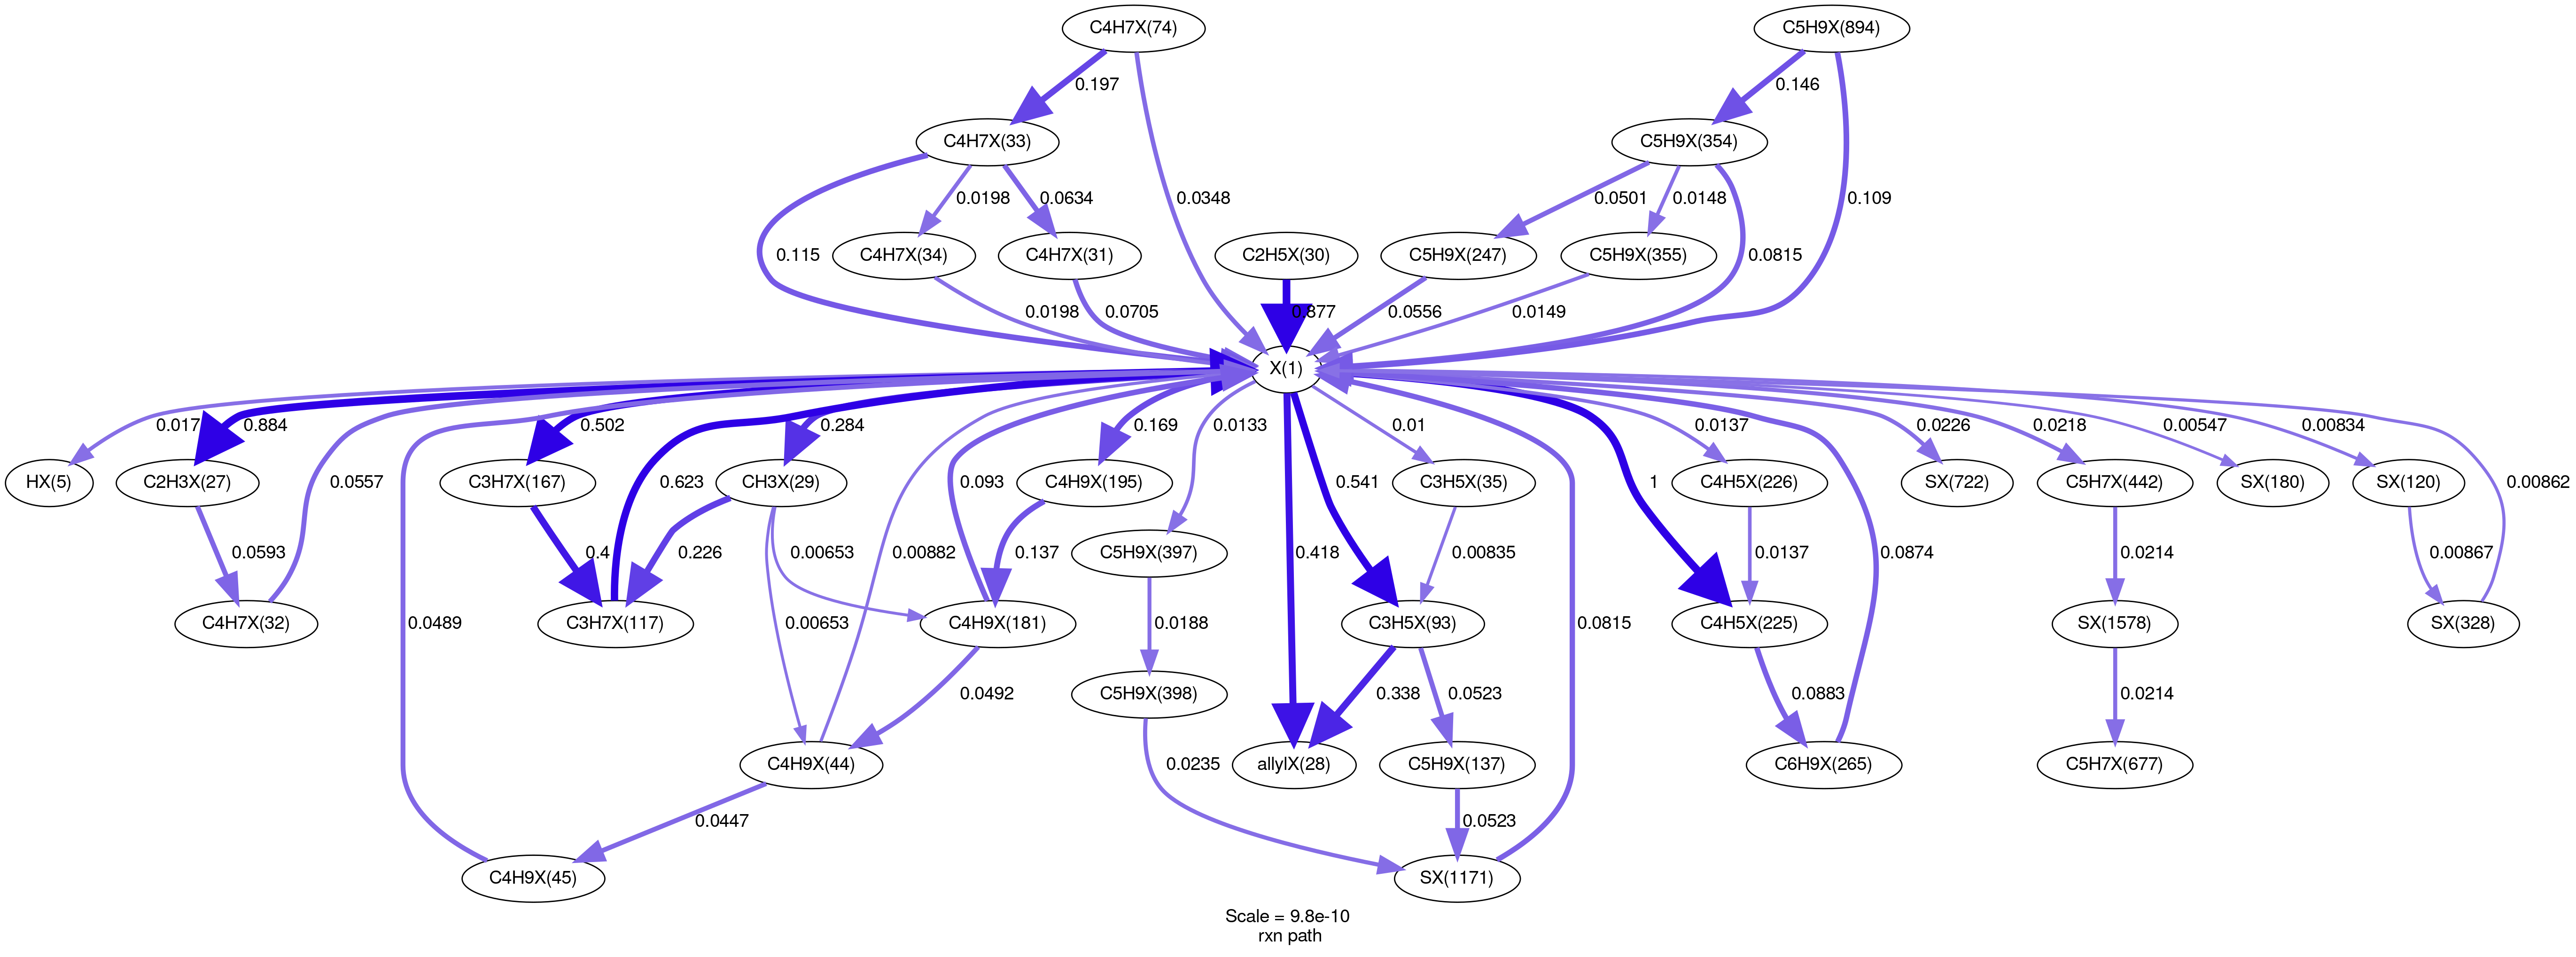 C4H7X(74)
C5H9X(894)
0.197
0.146
C4H7X(33)
C5H9X(354)
0.0198
0.0634
0.0348
0.0501
0.0148
0.109
0.115
C4H7X(34)
C4H7X(31)
C2H5X(30)
C5H9X(247)
C5H9X(355)
0.0815
0.0198
0.0705
0.877
0.0556
0.0149
X(1)
0.017
0.884
0.502
0.284
0.169
0.0133
0.01
0.0137
0.0226
0.0218
0.00547
0.00834
HX(5)
C2H3X(27)
C3H7X(167)
0.623
CH3X(29)
0.093
C4H9X(195)
0.541
C3H5X(35)
1
C4H5X(226)
SX(722)
C5H7X(442)
SX(180)
SX(120)
0.00862
0.0557
0.0593
0.4
0.226
0.00653
0.00882
0.137
C5H9X(397)
0.418
0.00835
0.0137
0.0874
0.0214
0.00867
C4H7X(32)
0.0489
C3H7X(117)
0.00653
C4H9X(181)
0.0188
C3H5X(93)
0.0815
C4H5X(225)
SX(1578)
SX(328)
0.0492
C5H9X(398)
0.338
0.0523
0.0883
0.0214
C4H9X(44)
0.0235
allylX(28)
C5H9X(137)
C6H9X(265)
C5H7X(677)
0.0447
0.0523
C4H9X(45)
SX(1171)
Scale = 9.8e-10
rxn path